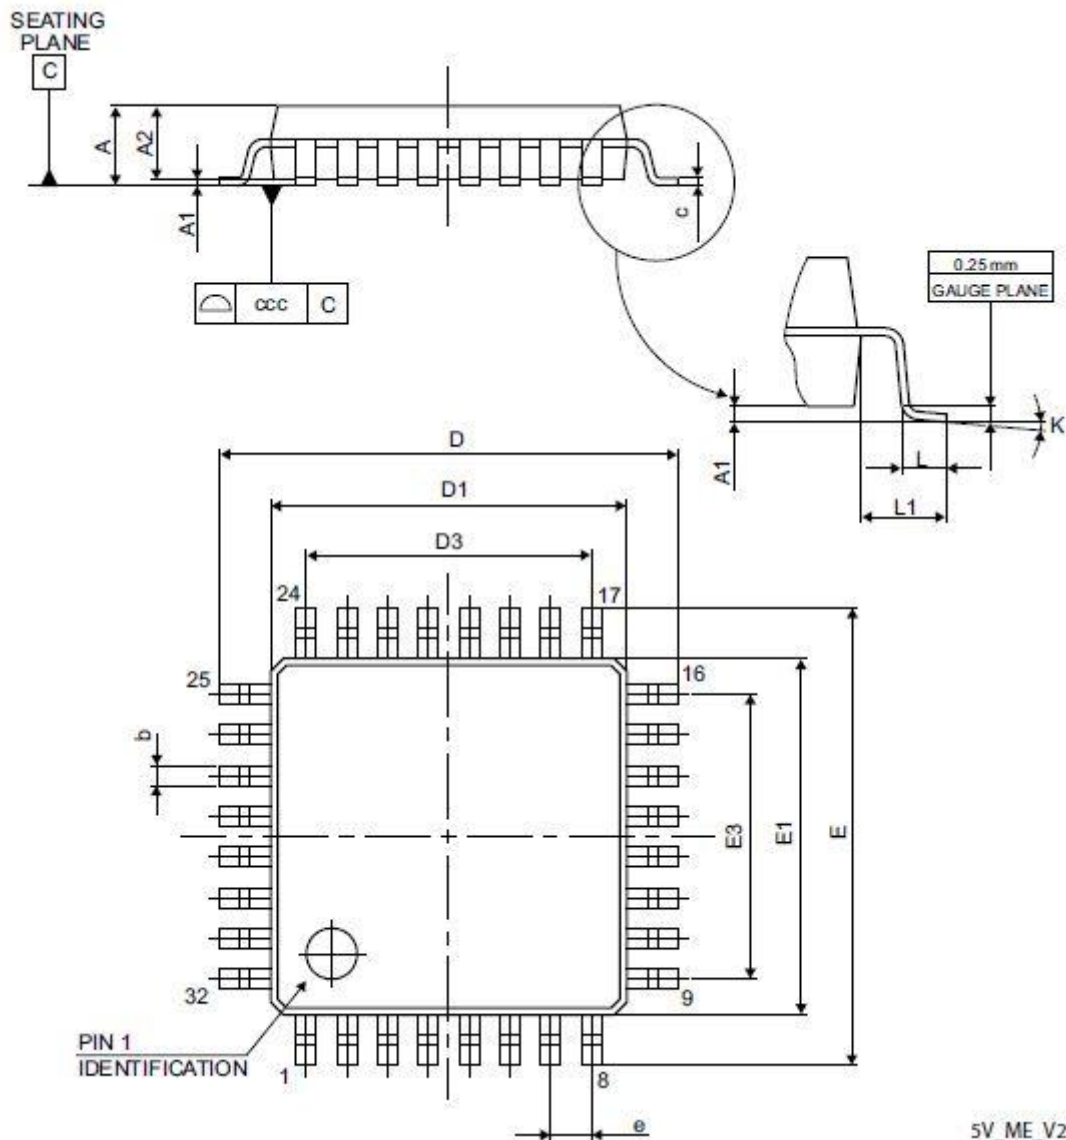 SEATING
PLANE
C
A
A2
A1
c
ccc C
0.25 mm
GAUGE PLANE
K
A1
L
L1
D
D1
D3
24
17
25
16
b
E3
E1
E
32
9
PIN 1
IDENTIFICATION
1
8
e
5V_ME_V2